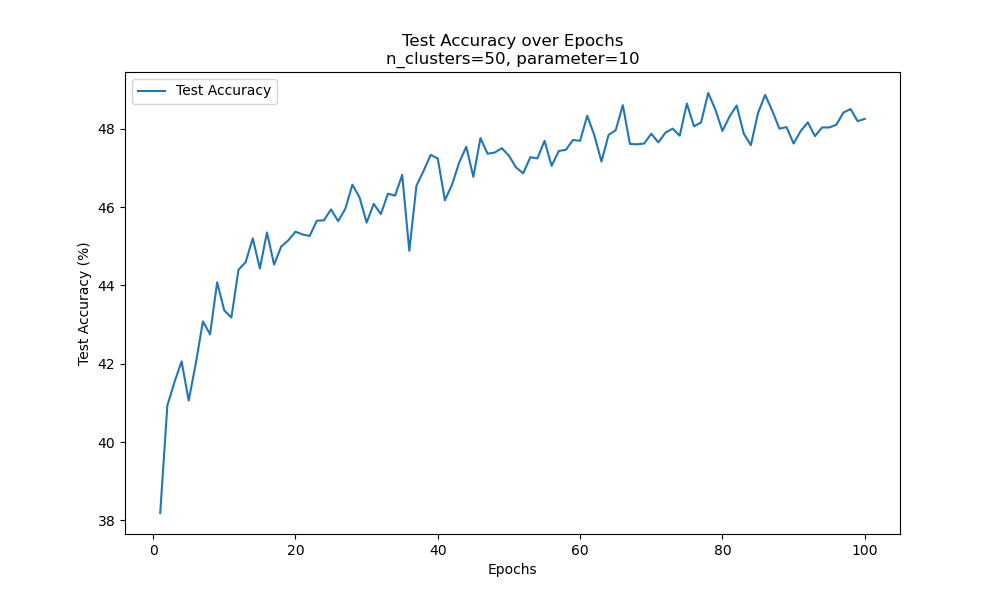 Test Accuracy over Epochs
n_clusters=50, parameter=10
Test Accuracy
Test Accuracy (%)
48
46
44
42
40
38
0 20 40 60 80 100
Epochs